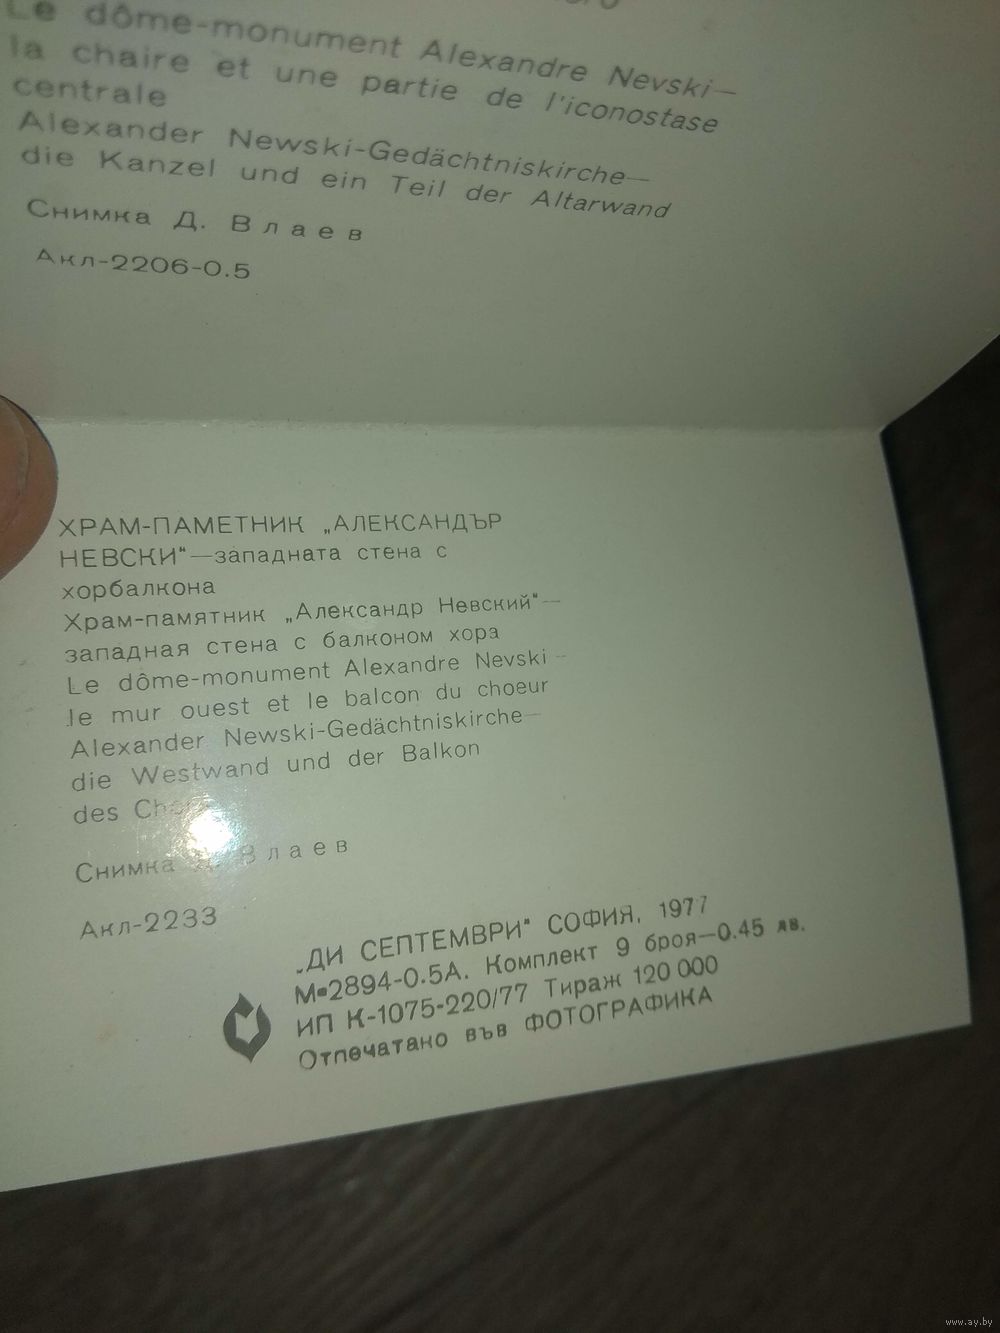 Le dôme-monument Alexandre Nevski—
la chaire et une partie de l'iconostase
centrale
Alexander Newski-Gedächtniskirche—
die Kanzel und ein Teil der Altarwand
Снимка Д. Влаев
Акл-2206-0.5
ХРАМ-ПАМЕТНИК „АЛЕКСАНДЪР
НЕВСКИ"—западната стена с
хорбалкона
Храм-памятник „Александр Невский"—
западная стена с балконом хора
Le dôme-monument Alexandre Nevski—
le mur ouest et le balcon du choeur
Alexander Newski-Gedächtniskirche—
die Westwand und der Balkon
des
Снимка Д. Влаев
Акл-2233
„ДИ СЕПТЕМВРИ" СОФИЯ, 1977
М-2894-0.5А. Комплект 9 броя—0.45 лв.
ИП К-1075-220/77 Тираж 120 000
Отпечатано във ФОТОГРАФИКА
www.ay.by